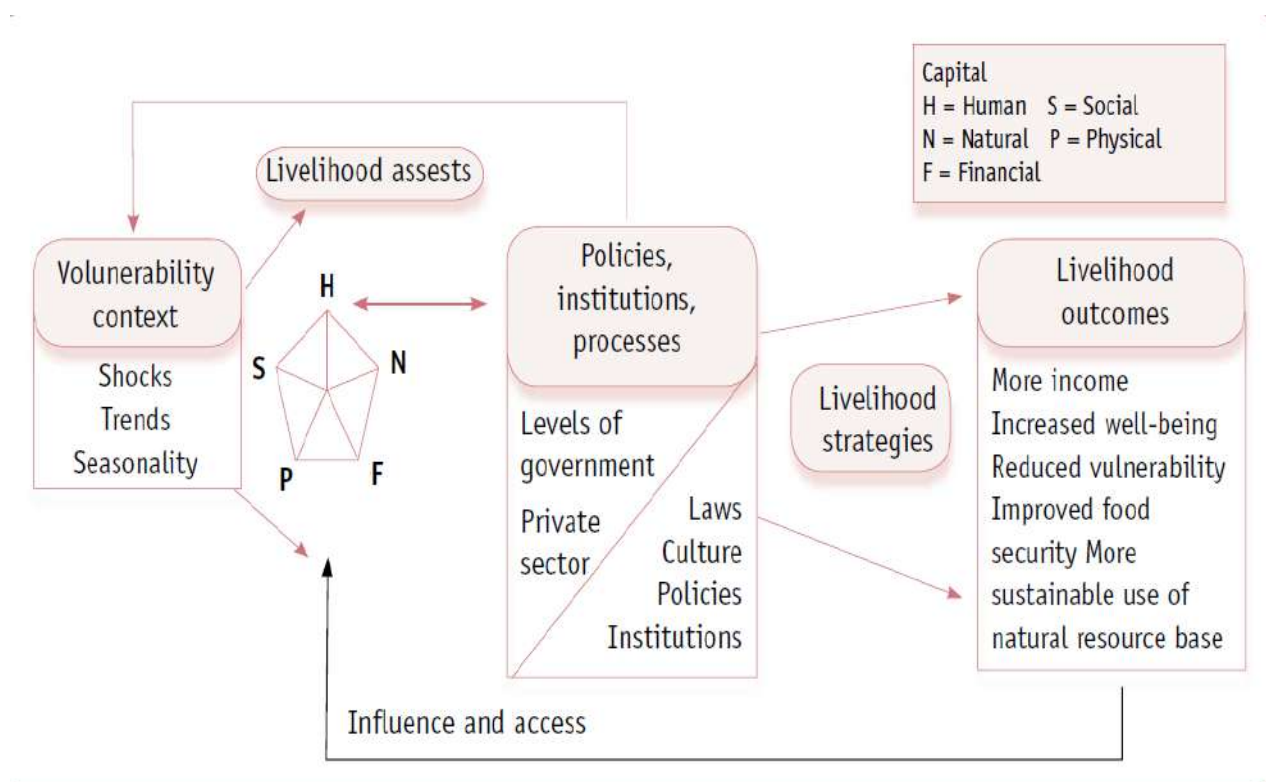 Capital
H = Human S = Social
N = Natural P = Physical
F = Financial
Livelihood assests
Volunerability
context
Shocks
Trends
Seasonality
H
S
N
P
F
Policies,
institutions,
processes
Levels of
government
Private
sector
Laws
Culture
Policies
Institutions
Livelihood
strategies
Livelihood
outcomes
More income
Increased well-being
Reduced vulnerability
Improved food
security More
sustainable use of
natural resource base
Influence and access